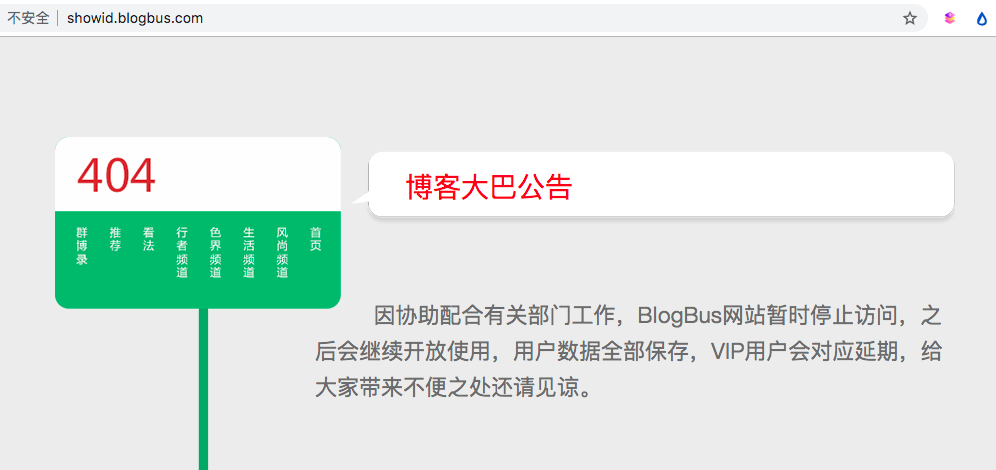 不安全 showid.blogbus.com
404
博客大巴公告
群博录
推荐
看法
行者频道
色界频道
生活频道
风尚频道
首页
因协助配合有关部门工作，BlogBus网站暂时停止访问，之
后会继续开放使用，用户数据全部保存，VIP用户会对应延期，给
大家带来不便之处还请见谅。